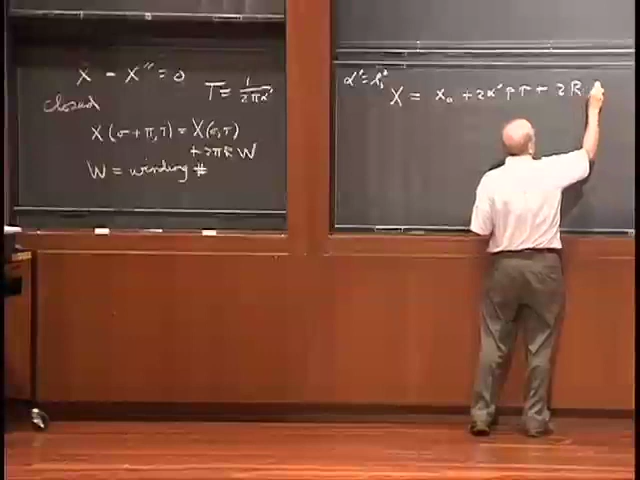 Ẍ - X'' = 0
T = 1/2πα'
closed
X(σ+π,τ) = X(σ,τ)
+ 2πR W
W = winding #
α' = ls²
X = x₀ + 2α'pτ + 2R